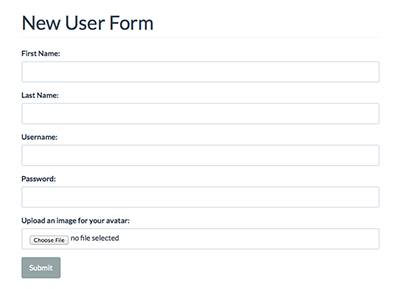 New User Form
First Name:
Last Name:
Username:
Password:
Upload an image for your avatar:
Choose File no file selected
Submit